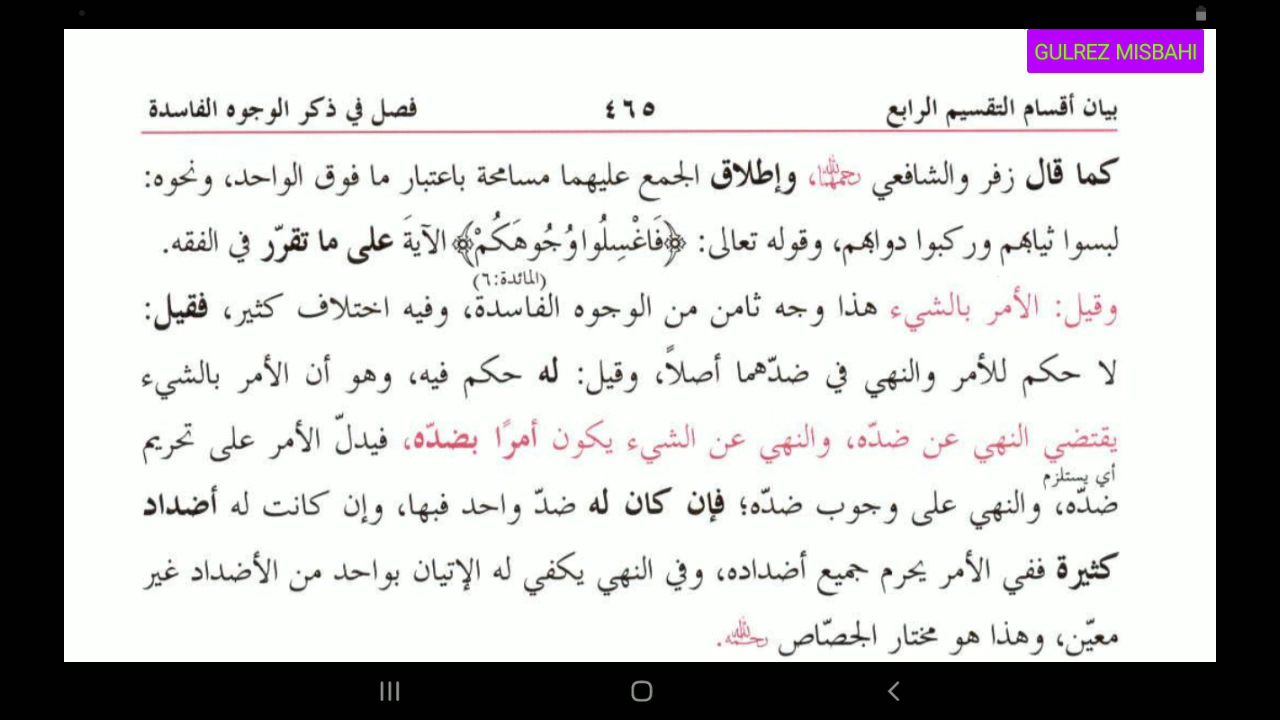 GULREZ MISBAHI
بيان أقسام التقسيم الرابع ٤٦٥ فصل في ذكر الوجوه الفاسدة
كما قال زفر والشافعي رحمهما الله، وإطلاق الجمع عليهما مسامحة باعتبار ما فوق الواحد، ونحوه:
لبسوا ثيابهم وركبوا دوابهم، وقوله تعالى: ﴿فَاغْسِلُوا وُجُوهَكُمْ﴾ الآيةَ على ما تقرّر في الفقه.
(المائدة:٦)
وقيل: الأمر بالشيء هذا وجه ثامن من الوجوه الفاسدة، وفيه اختلاف كثير، فقيل:
لا حكم للأمر والنهي في ضدّهما أصلاً، وقيل: له حكم فيه، وهو أن الأمر بالشيء
يقتضي النهي عن ضدّه، والنهي عن الشيء يكون أمرًا بضدّه، فيدلّ الأمر على تحريم
أي يستلزم
ضدّه، والنهي على وجوب ضدّه؛ فإن كان له ضدّ واحد فبها، وإن كانت له أضداد
كثيرة ففي الأمر يحرم جميع أضداده، وفي النهي يكفي له الإتيان بواحد من الأضداد غير
معيّن، وهذا هو مختار الجصّاص رحمه الله.